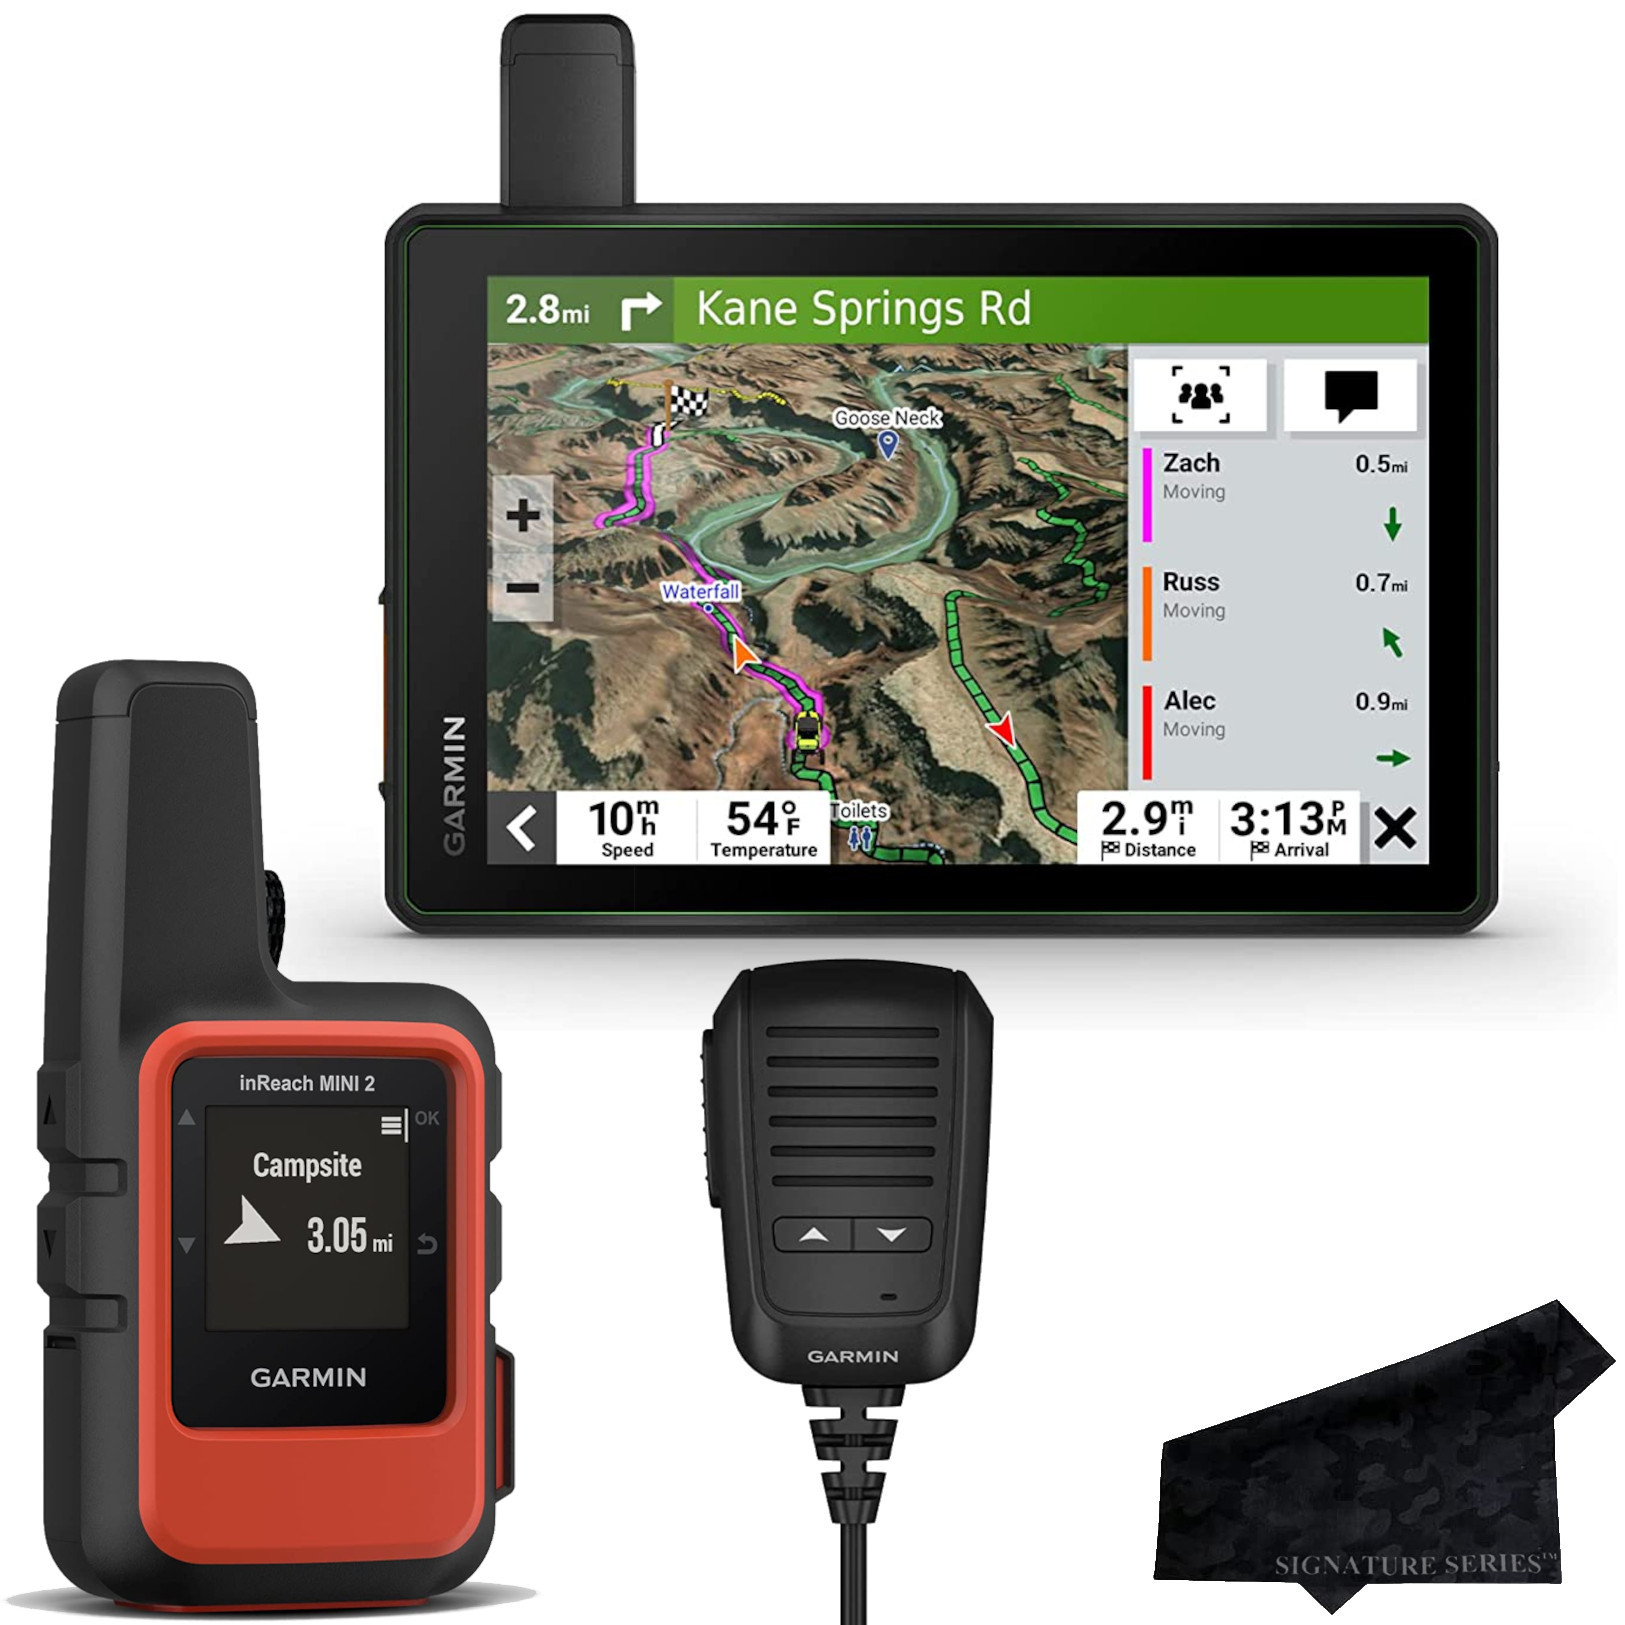 2.8mi Kane Springs Rd
Goose Neck
Waterfall
Toilets
+
−
Zach 0.5mi
Moving
Russ 0.7mi
Moving
Alec 0.9mi
Moving
10mh 54°F 2.9mi 3:13PM
Speed Temperature Distance Arrival
GARMIN
inReach MINI 2
OK
Campsite
3.05 mi
GARMIN
GARMIN
SIGNATURE SERIES™